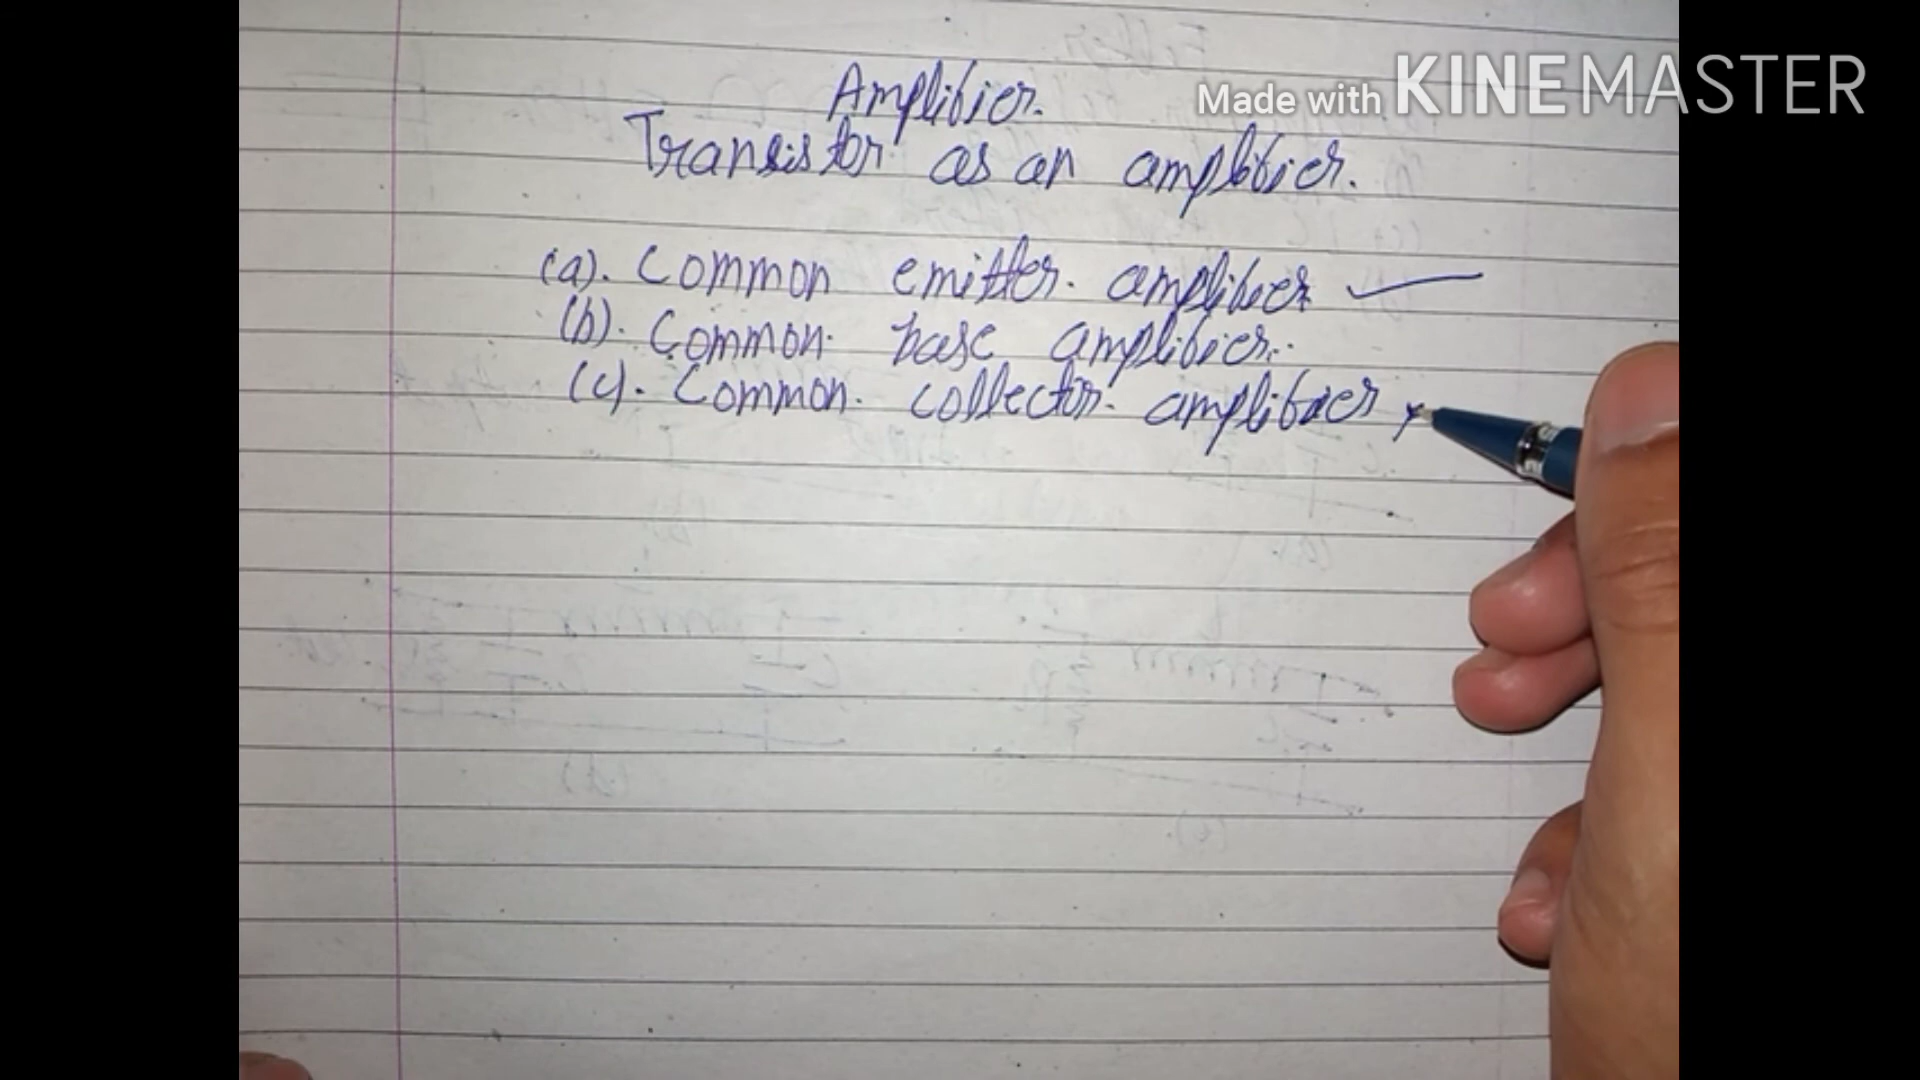 Amplifier.
Made with KINEMASTER
Transistor as an amplifier.
(a). Common emitter. amplifier
(b). Common. base amplifier.
(c). Common. collector. amplifier